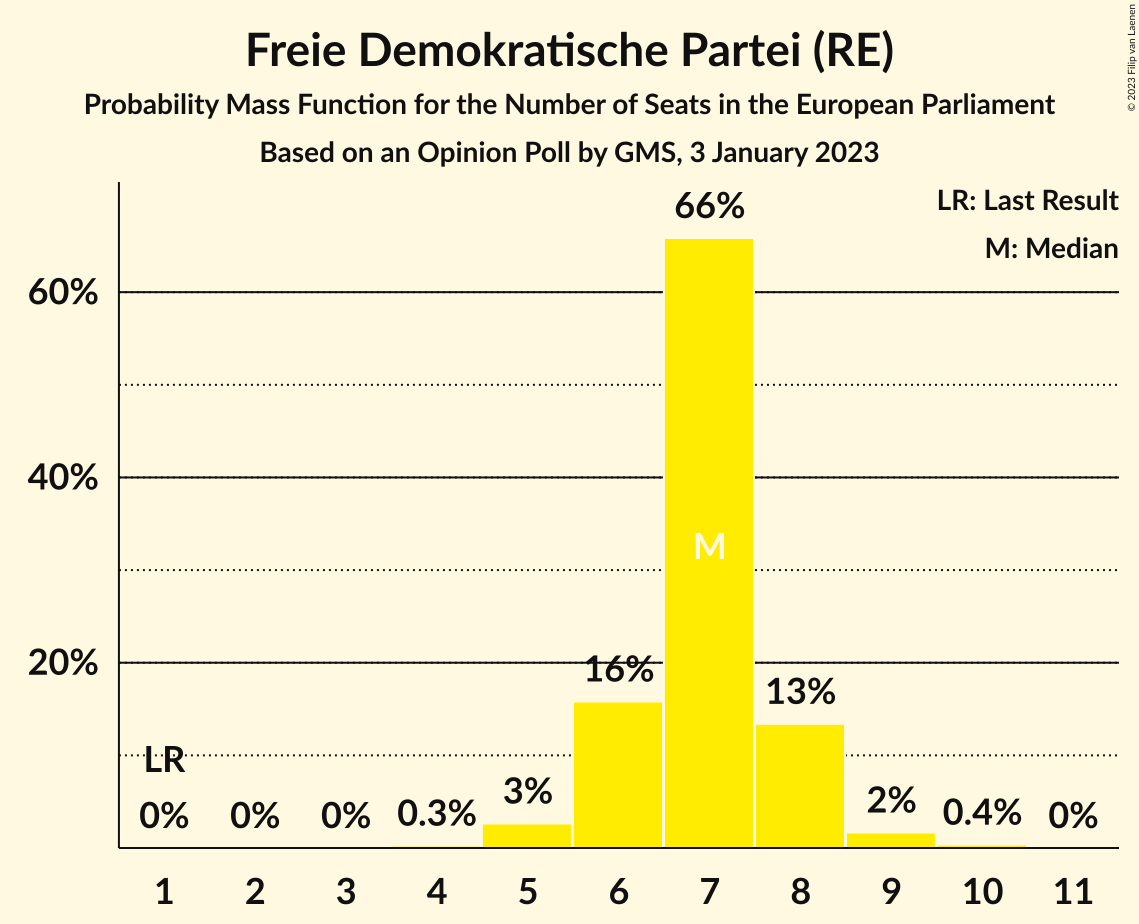 © 2023 Filip van Laenen
Freie Demokratische Partei (RE)
Probability Mass Function for the Number of Seats in the European Parliament
Based on an Opinion Poll by GMS, 3 January 2023
LR: Last Result
M: Median
66%
60%
40%
M
20%
16%
13%
LR
3%
2%
0%
0%
0%
0.3%
0.4%
0%
1 2 3 4 5 6 7 8 9 10 11